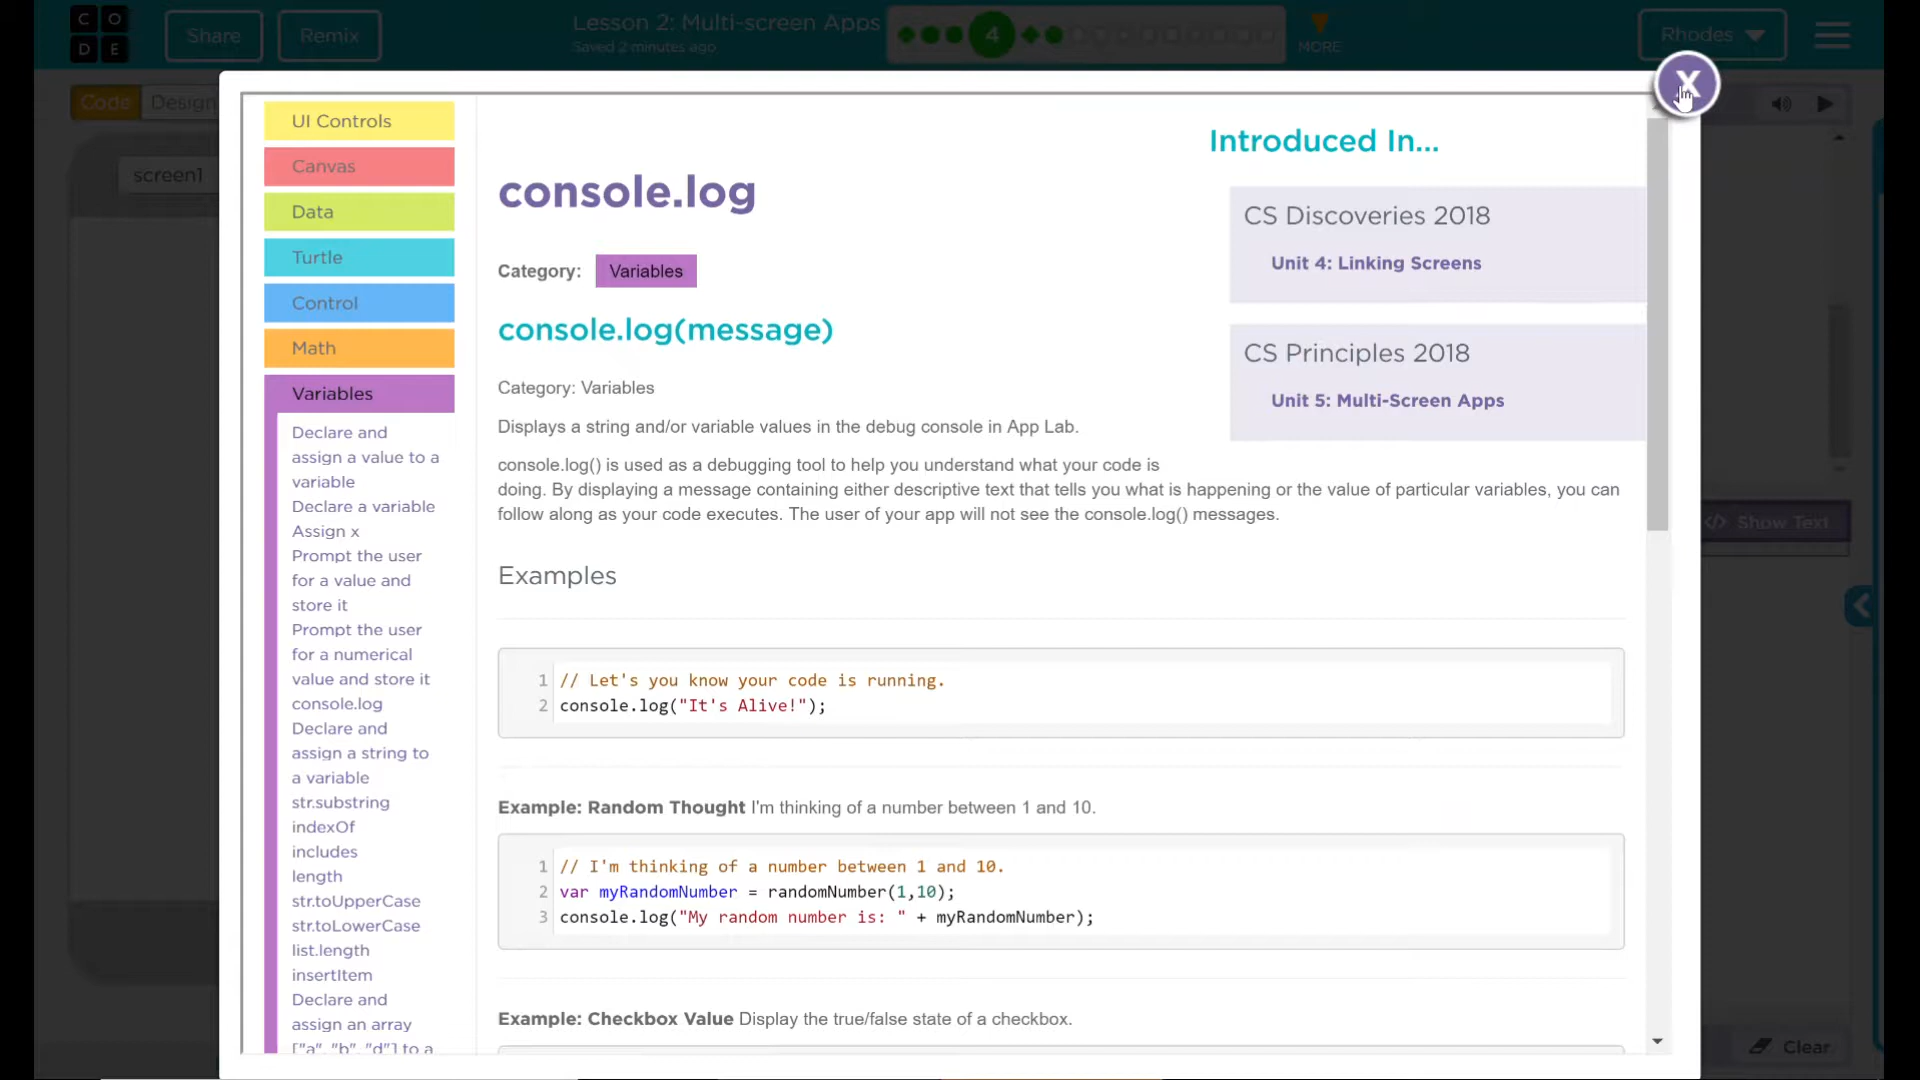 C O
D E
Share
Remix
Lesson 2: Multi-screen Apps
Saved 2 minutes ago
4
MORE
Rhodes
X
Code
Design
screen1
UI Controls
Canvas
Data
Turtle
Control
Math
Variables
Declare and
assign a value to a
variable
Declare a variable
Assign x
Prompt the user
for a value and
store it
Prompt the user
for a numerical
value and store it
console.log
Declare and
assign a string to
a variable
str.substring
indexOf
includes
length
str.toUpperCase
str.toLowerCase
list.length
insertItem
Declare and
assign an array
["a", "b", "d"] to a
console.log
Category: Variables
console.log(message)
Category: Variables
Displays a string and/or variable values in the debug console in App Lab.
console.log() is used as a debugging tool to help you understand what your code is
doing. By displaying a message containing either descriptive text that tells you what is happening or the value of particular variables, you can
follow along as your code executes. The user of your app will not see the console.log() messages.
Examples
1 // Let's you know your code is running.
2 console.log("It's Alive!");
Example: Random Thought I'm thinking of a number between 1 and 10.
1 // I'm thinking of a number between 1 and 10.
2 var myRandomNumber = randomNumber(1,10);
3 console.log("My random number is: " + myRandomNumber);
Example: Checkbox Value Display the true/false state of a checkbox.
Introduced In...
CS Discoveries 2018
Unit 4: Linking Screens
CS Principles 2018
Unit 5: Multi-Screen Apps
</> Show Text
Clear